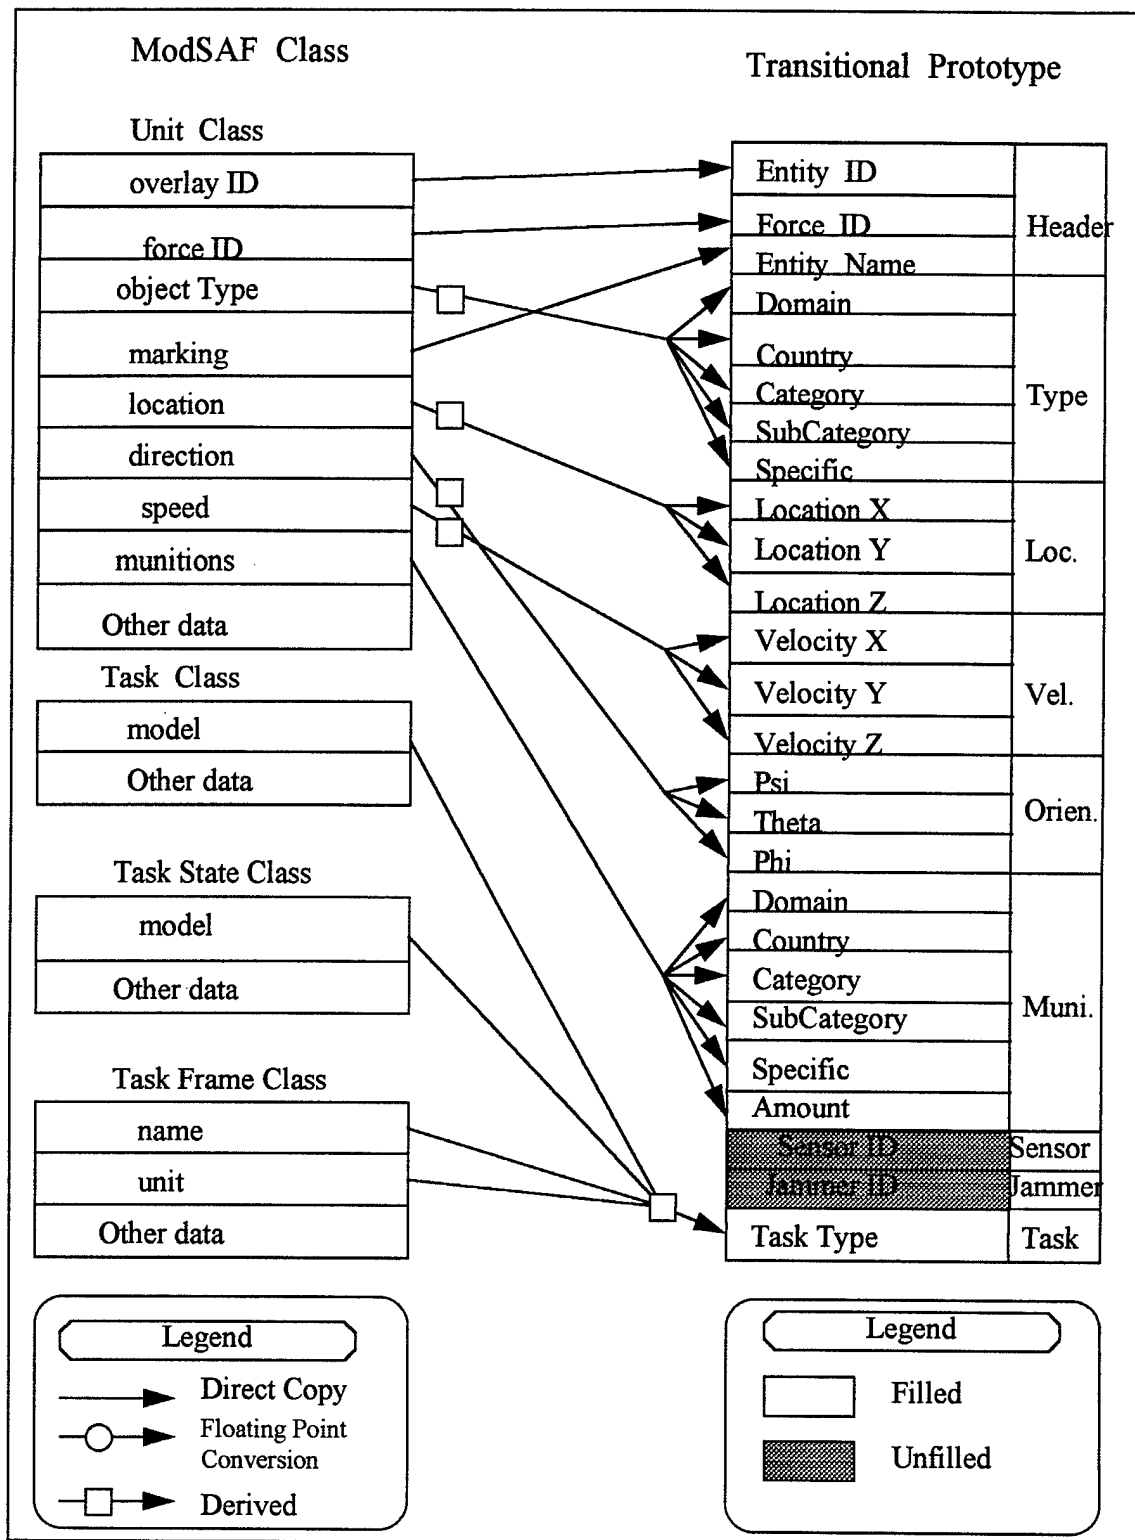 ModSAF Class
Transitional Prototype
Unit Class
overlay ID
force ID
object Type
marking
location
direction
speed
munitions
Other data
Task Class
model
Other data
Task State Class
model
Other data
Task Frame Class
name
unit
Other data
Entity ID
Force ID
Entity Name
Header
Domain
Country
Category
SubCategory
Specific
Type
Location X
Location Y
Location Z
Loc.
Velocity X
Velocity Y
Velocity Z
Vel.
Psi
Theta
Phi
Orien.
Domain
Country
Category
SubCategory
Specific
Amount
Muni.
Sensor ID
Sensor
Jammer ID
Jammer
Task Type
Task
Legend
Direct Copy
Floating Point
Conversion
Derived
Legend
Filled
Unfilled